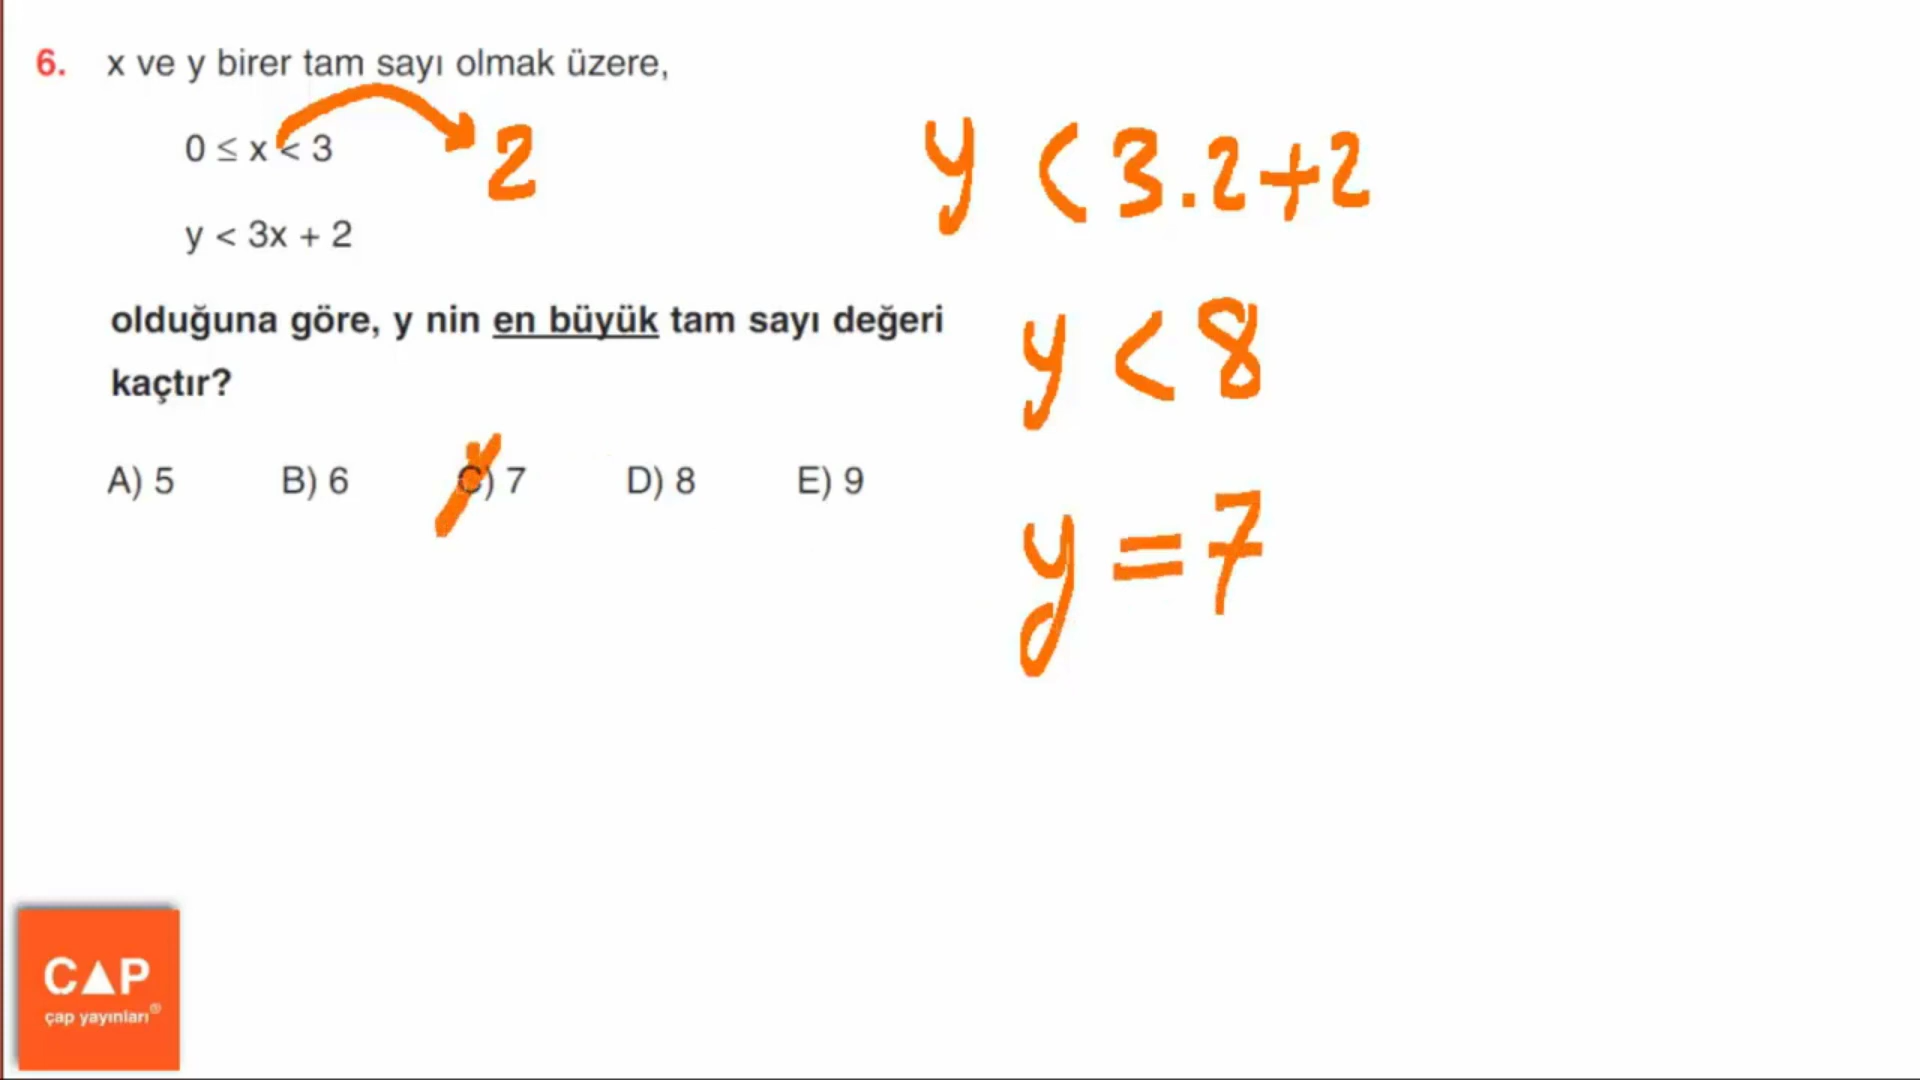 6. x ve y birer tam sayı olmak üzere,
0 ≤ x < 3
2
y < 3x + 2
olduğuna göre, y nin en büyük tam sayı değeri
kaçtır?
A) 5 B) 6 C) 7 D) 8 E) 9
y < 3.2+2
y < 8
y = 7
CAP
çap yayınları®